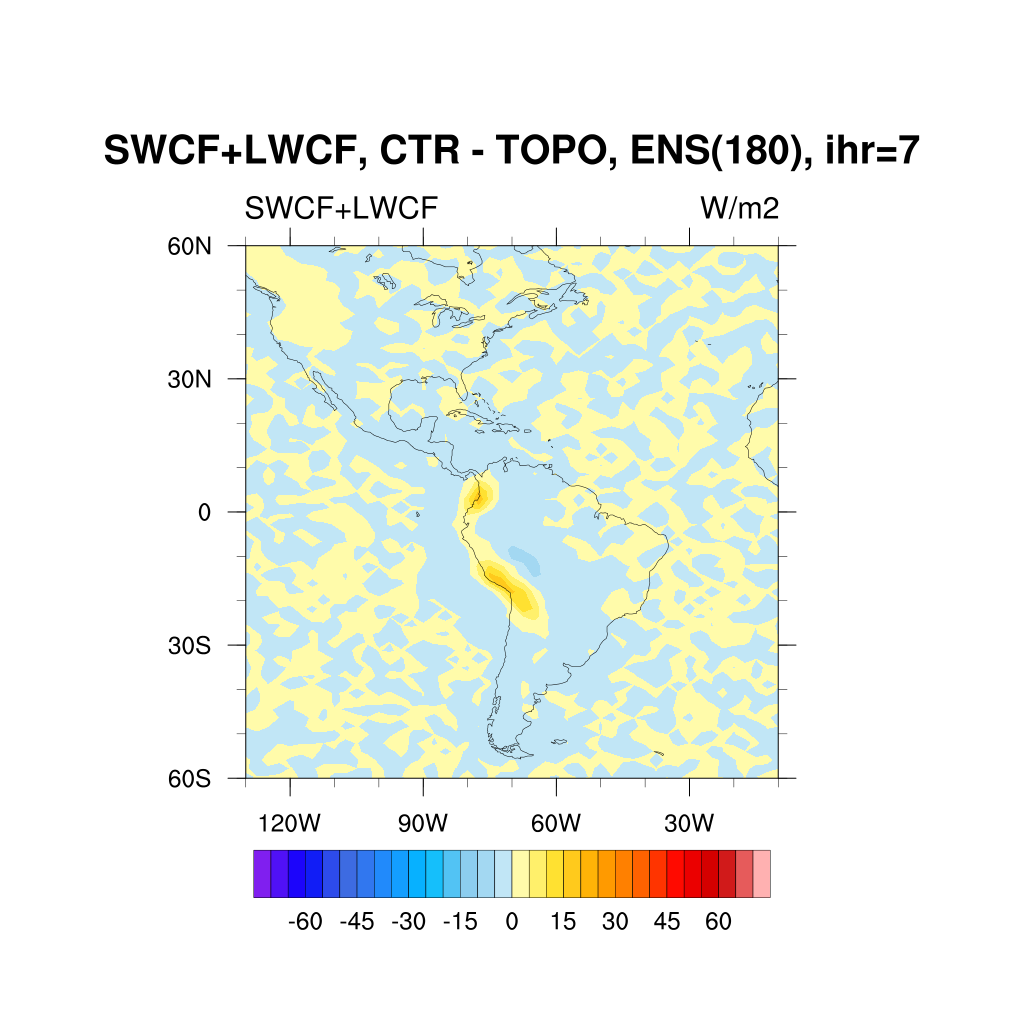 SWCF+LWCF, CTR - TOPO, ENS(180), ihr=7
SWCF+LWCF W/m2
60N
30N
0
30S
60S
120W 90W 60W 30W
-60 -45 -30 -15 0 15 30 45 60